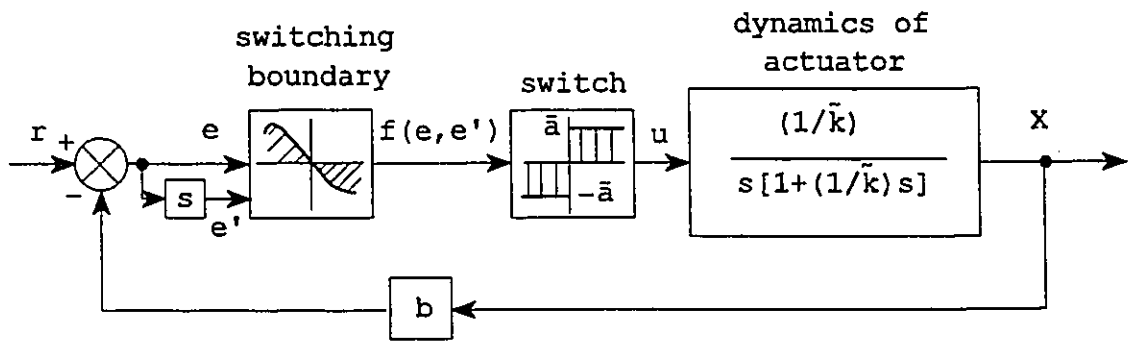 dynamics of
actuator
switching
boundary
switch
r
+
-
e
s
e'
f(e,e')
ā
-ā
u
(1/k̃)
s[1+(1/k̃)s]
X
b